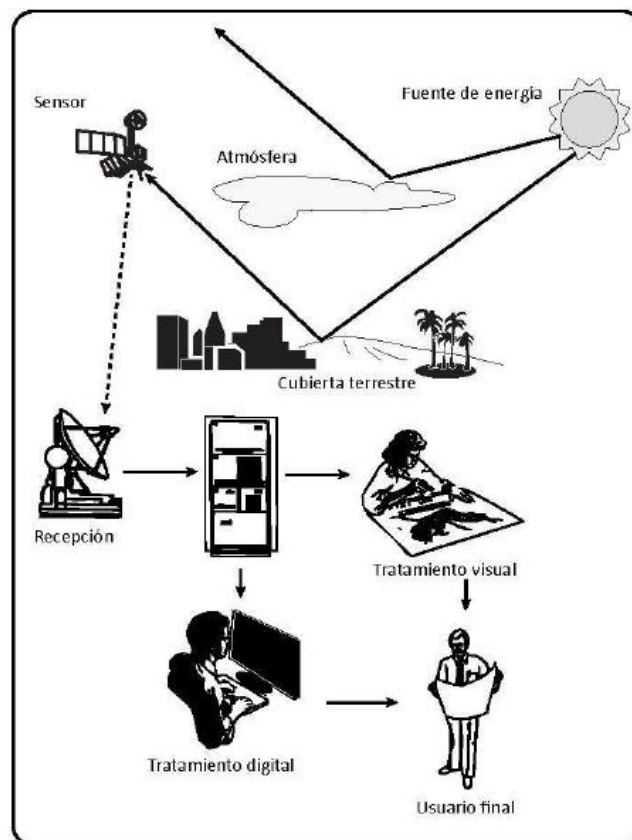 Sensor
Fuente de energía
Atmósfera
Cubierta terrestre
Recepción
Tratamiento visual
Tratamiento digital
Usuario final